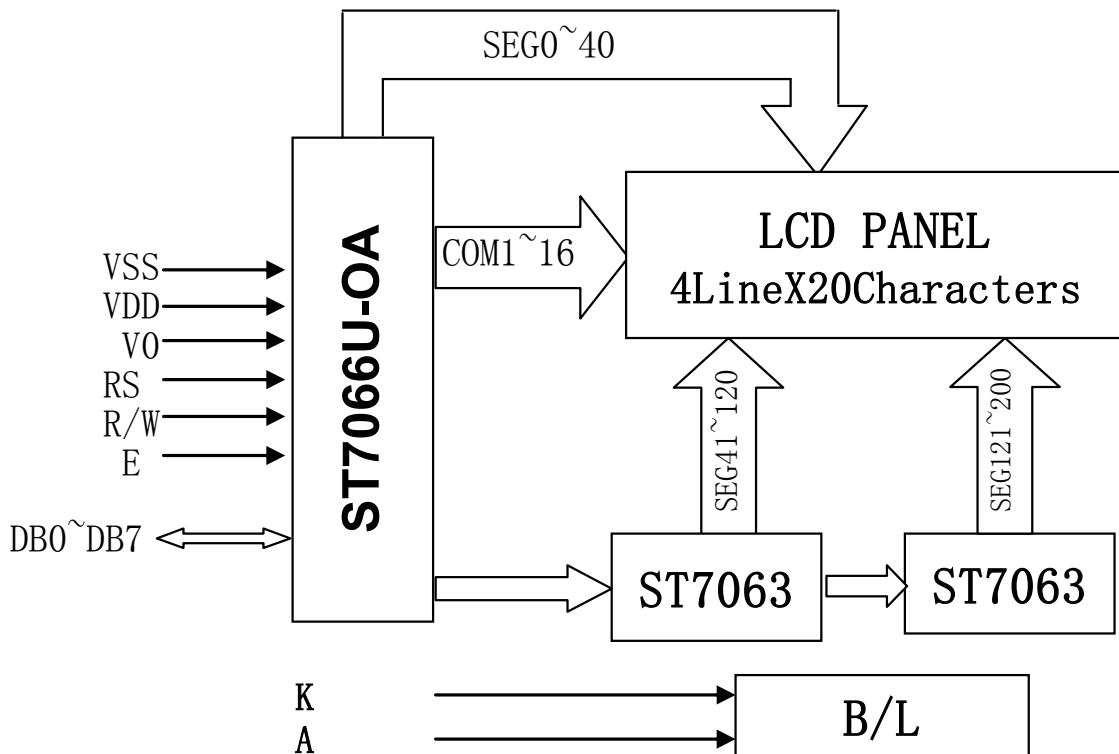 SEG0~40
LCD PANEL
4LineX20Characters
COM1~16
ST7066U-OA
VSS
VDD
VO
RS
R/W
E
DB0~DB7
SEG41~120
SEG121~200
ST7063
ST7063
K
A
B/L